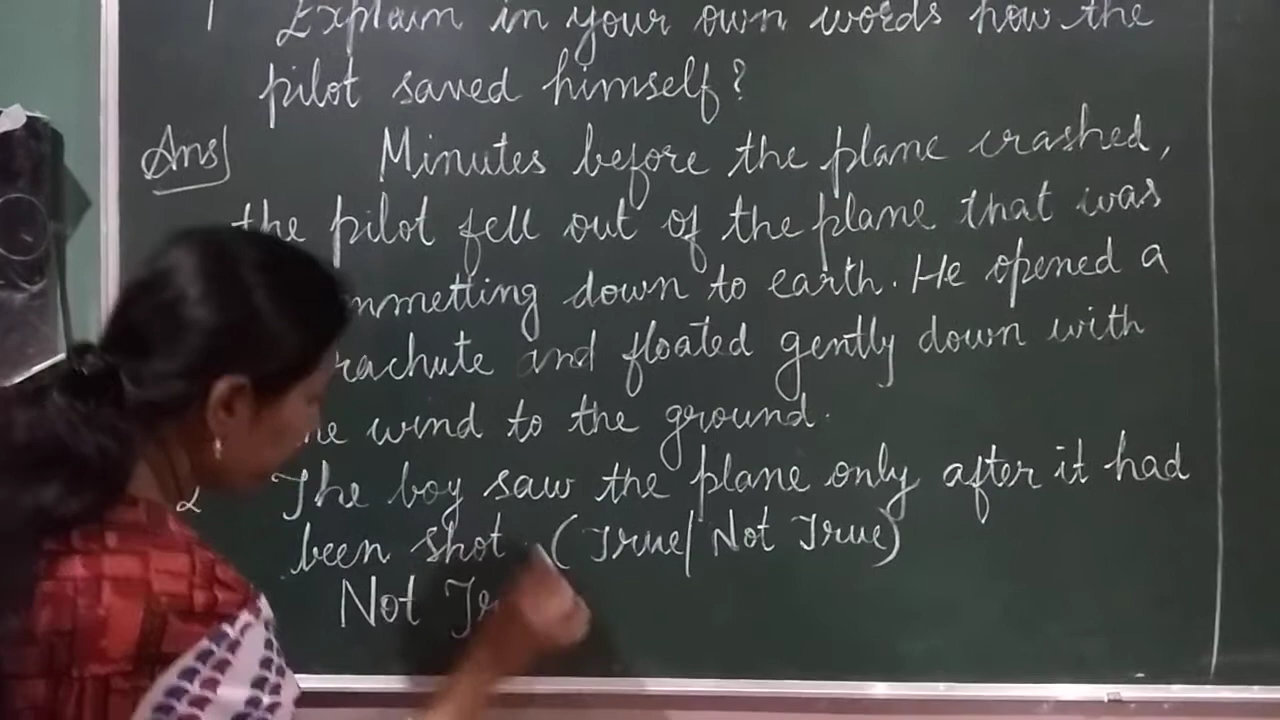 1 Explain in your own words how the
pilot saved himself?
Ans Minutes before the plane crashed,
the pilot fell out of the plane that was
mmetting down to earth. He opened a
rachute and floated gently down with
he wind to the ground.
2 The boy saw the plane only after it had
been shot. (True/ Not True)
Not Tr